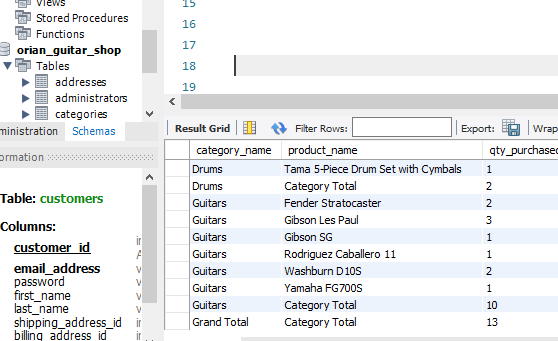 Views
Stored Procedures
Functions
orian_guitar_shop
Tables
addresses
administrators
categories
ministration Schemas
ormation
Table: customers
Columns:
customer_id
email_address
password
first_name
last_name
shipping_address_id
billing_address_id
15
16
17
18
19
Result Grid Filter Rows: Export: Wrap
category_name product_name qty_purchased
Drums Tama 5-Piece Drum Set with Cymbals 1
Drums Category Total 2
Guitars Fender Stratocaster 2
Guitars Gibson Les Paul 3
Guitars Gibson SG 1
Guitars Rodriguez Caballero 11 1
Guitars Washburn D10S 2
Guitars Yamaha FG700S 1
Guitars Category Total 10
Grand Total Category Total 13